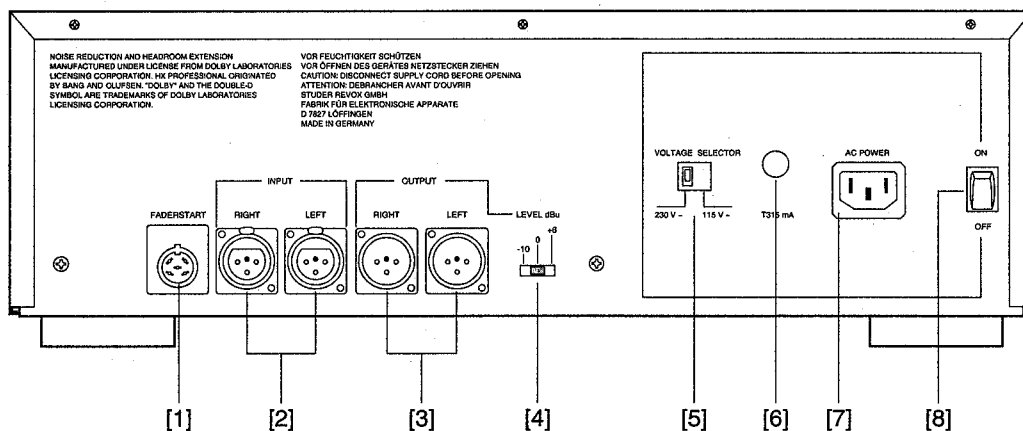 NOISE REDUCTION AND HEADROOM EXTENSION
MANUFACTURED UNDER LICENSE FROM DOLBY LABORATORIES
LICENSING CORPORATION. HX PROFESSIONAL ORIGINATED
BY BANG AND OLUFSEN. "DOLBY" AND THE DOUBLE-D
SYMBOL ARE TRADEMARKS OF DOLBY LABORATORIES
LICENSING CORPORATION.
VOR FEUCHTIGKEIT SCHÜTZEN
VOR ÖFFNEN DES GERÄTES NETZSTECKER ZIEHEN
CAUTION: DISCONNECT SUPPLY CORD BEFORE OPENING
ATTENTION: DEBRANCHER AVANT D'OUVRIR
STUDER REVOX GMBH
FABRIK FÜR ELEKTRONISCHE APPARATE
D 7827 LÖFFINGEN
MADE IN GERMANY
VOLTAGE SELECTOR
AC POWER
ON
INPUT
OUTPUT
FADERSTART
RIGHT
LEFT
RIGHT
LEFT
LEVEL dBu
230 V ~
115 V ~
T315 mA
OFF
-10
0
+6
[1]
[2]
[3]
[4]
[5]
[6]
[7]
[8]